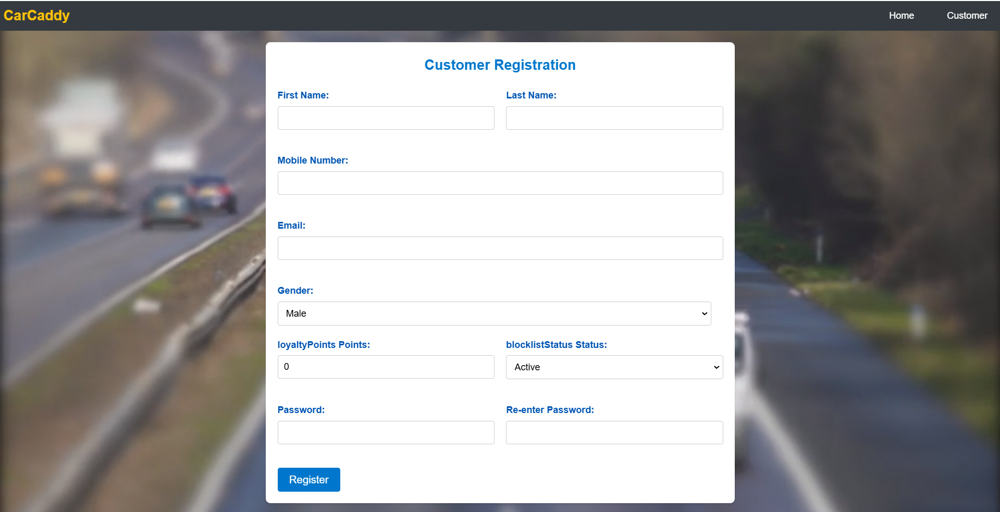 CarCaddy Home Customer
Customer Registration
First Name: Last Name:
Mobile Number:
Email:
Gender:
Male
loyaltyPoints Points: blocklistStatus Status:
0 Active
Password: Re-enter Password:
Register